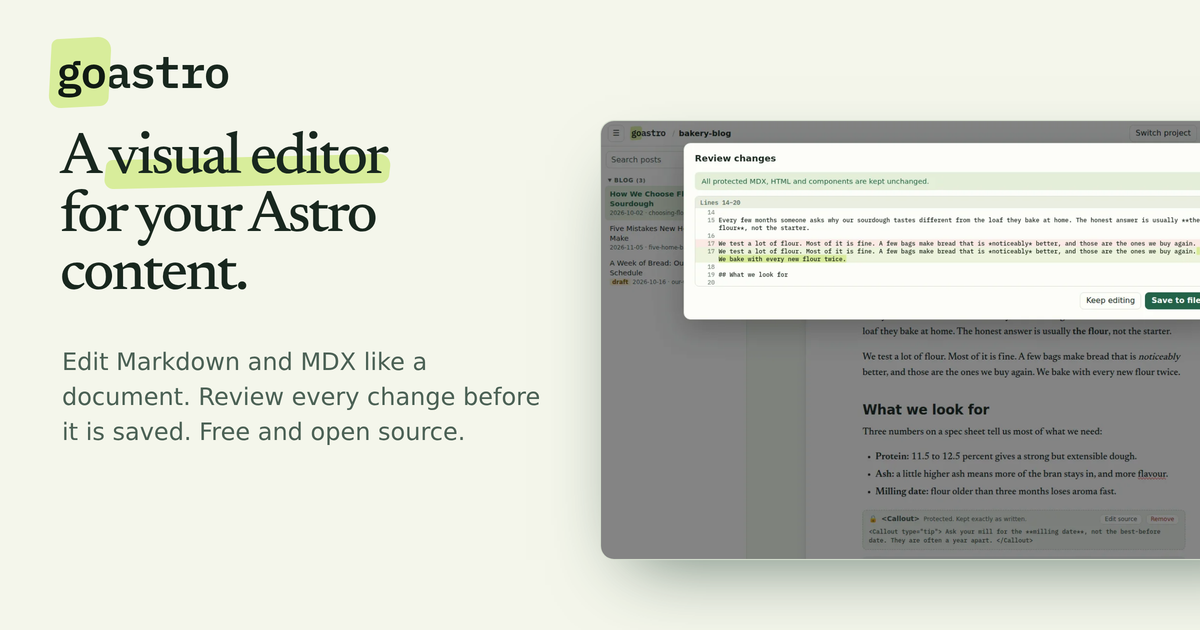 goastro
A visual editor
for your Astro
content.
Edit Markdown and MDX like a
document. Review every change before
it is saved. Free and open source.
☰ goastro / bakery-blog
Switch project
Search posts
▾ BLOG (3)
How We Choose
Sourdough
2026-10-02 · choosing-
Five Mistakes New
Make
2026-11-05 · five-home-
A Week of Bread:
Schedule
draft 2026-10-16 ·
Review changes
All protected MDX, HTML and components are kept unchanged.
Lines 14–20
14
15 Every few months someone asks why our sourdough tastes different from the loaf they bake at home. The honest answer is usually **the
flour**, not the starter.
16
17 We test a lot of flour. Most of it is fine. A few bags make bread that is *noticeably* better, and those are the ones we buy again.
17 We test a lot of flour. Most of it is fine. A few bags make bread that is *noticeably* better, and those are the ones we buy again.
We bake with every new flour twice.
18
19 ## What we look for
20
Keep editing
Save to file
loaf they bake at home. The honest answer is usually the flour, not the starter.
We test a lot of flour. Most of it is fine. A few bags make bread that is noticeably
better, and those are the ones we buy again. We bake with every new flour twice.
What we look for
Three numbers on a spec sheet tell us most of what we need:
• Protein: 11.5 to 12.5 percent gives a strong but extensible dough.
• Ash: a little higher ash means more of the bran stays in, and more flavour.
• Milling date: flour older than three months loses aroma fast.
<Callout> Protected. Kept exactly as written.
Edit source
Remove
<Callout type="tip"> Ask your mill for the **milling date**, not the best-before
date. They are often a year apart. </Callout>